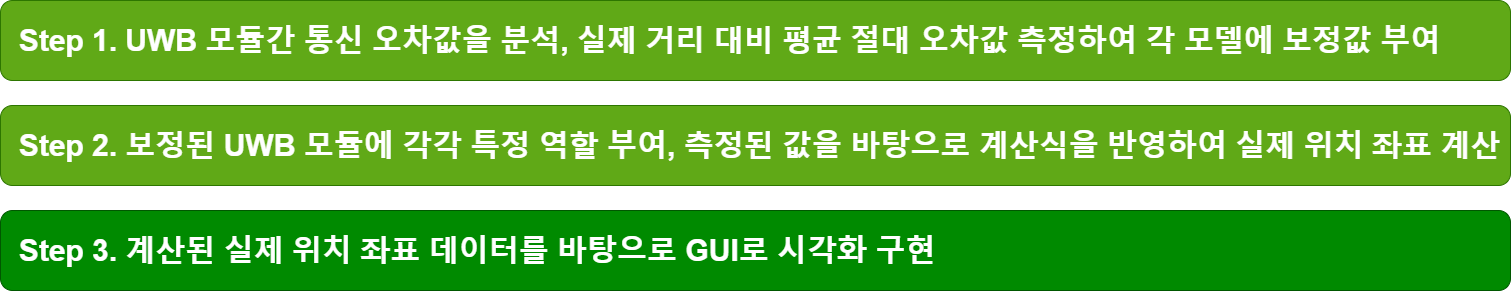 Step 1. UWB 모듈간 통신 오차값을 분석, 실제 거리 대비 평균 절대 오차값 측정하여 각 모델에 보정값 부여
Step 2. 보정된 UWB 모듈에 각각 특정 역할 부여, 측정된 값을 바탕으로 계산식을 반영하여 실제 위치 좌표 계산
Step 3. 계산된 실제 위치 좌표 데이터를 바탕으로 GUI로 시각화 구현